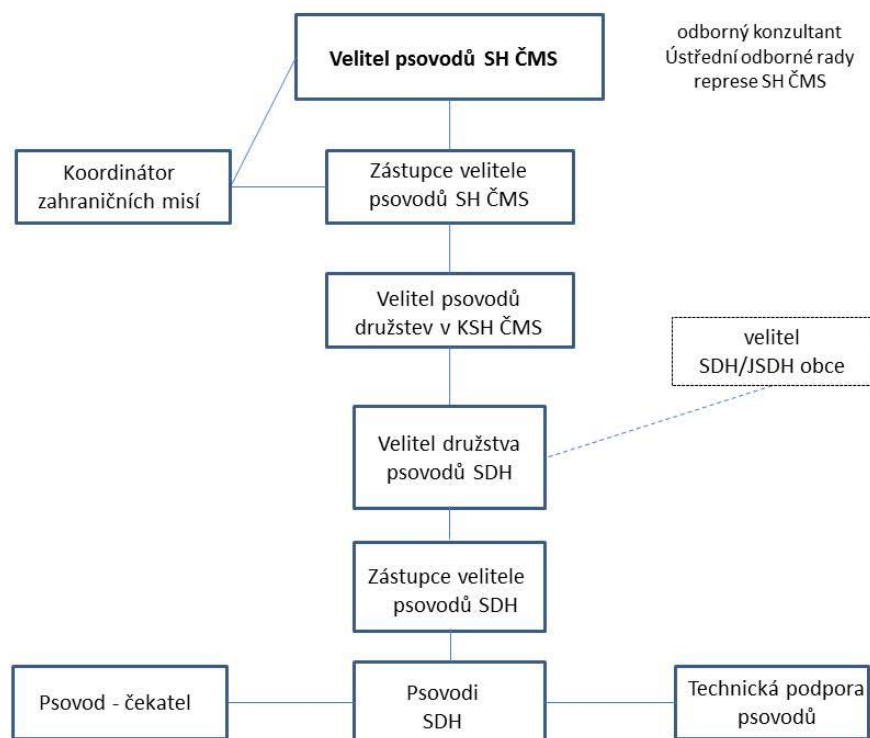 Velitel psovodů SH ČMS
odborný konzultant
Ústřední odborné rady
represe SH ČMS
Koordinátor
zahraničních misí
Zástupce velitele
psovodů SH ČMS
Velitel psovodů
družstev v KSH ČMS
velitel
SDH/JSDH obce
Velitel družstva
psovodů SDH
Zástupce velitele
psovodů SDH
Psovod - čekatel
Psovodi
SDH
Technická podpora
psovodů